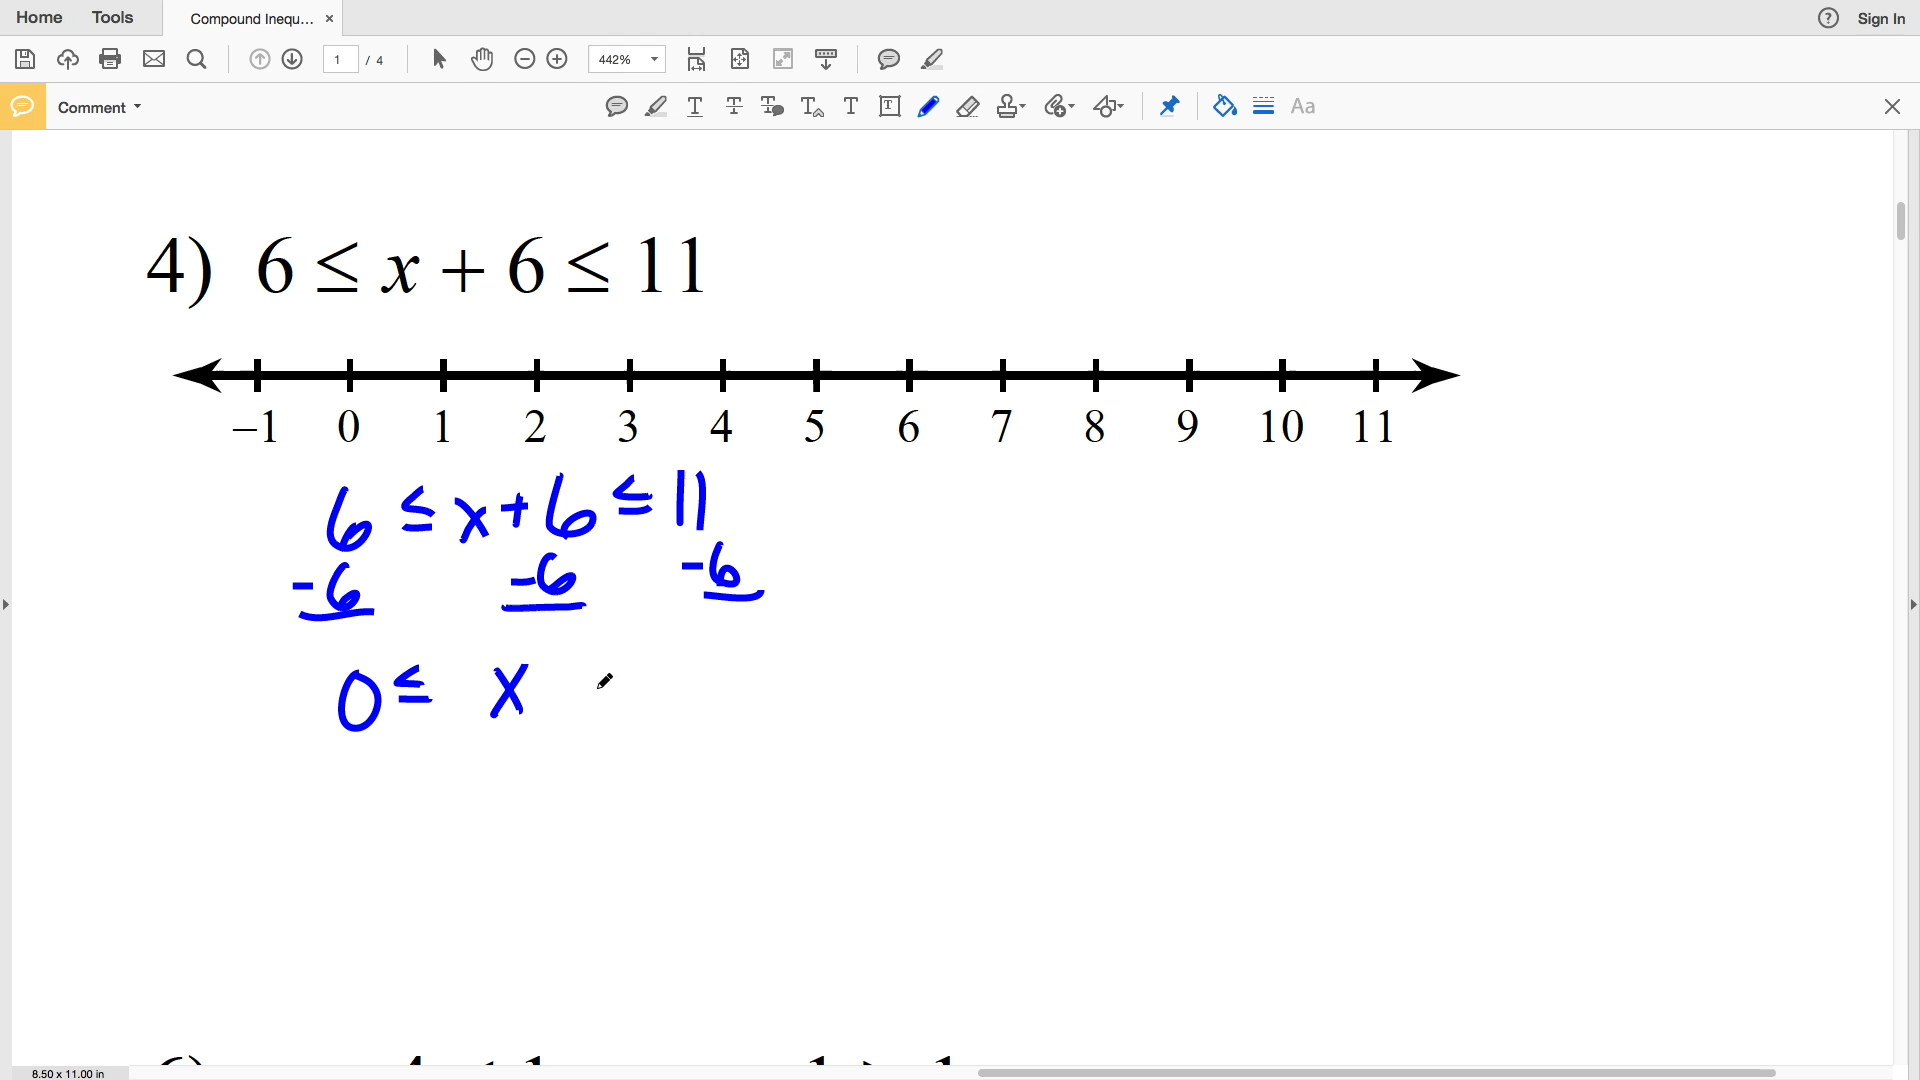 Home Tools Compound Inequ... × ? Sign In
1 / 4 442%
Comment T T T T T T Aa
4) 6 ≤ x + 6 ≤ 11
–1 0 1 2 3 4 5 6 7 8 9 10 11
6 ≤ x + 6 ≤ 11
-6 -6 -6
0 ≤ x
8.50 x 11.00 in